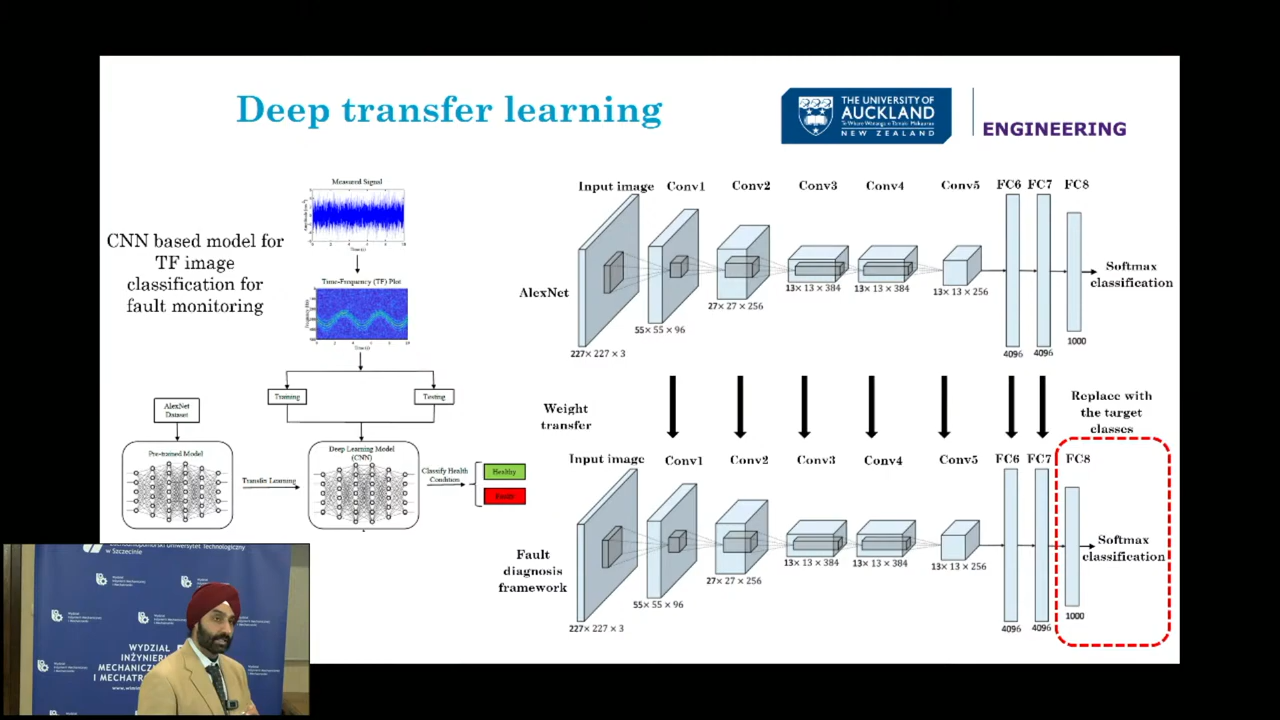 Deep transfer learning
THE UNIVERSITY OF
AUCKLAND
NEW ZEALAND
ENGINEERING
CNN based model for
TF image
classification for
fault monitoring
Measured Signal
Time-Frequency (TF) Plot
Training
Testing
AlexNet
Dataset
Pre-trained Model
Transfer Learning
Deep Learning Model
(CNN)
Classify Health
Condition
Healthy
Input image
Conv1
Conv2
Conv3
Conv4
Conv5
FC6
FC7
FC8
AlexNet
227× 227 × 3
55× 55 × 96
27× 27 × 256
13× 13 × 384
13× 13 × 384
13× 13 × 256
4096
4096
1000
Softmax
classification
Weight
transfer
Replace with
the target
classes
Input image
Conv1
Conv2
Conv3
Conv4
Conv5
FC6
FC7
FC8
Fault
diagnosis
framework
227× 227 × 3
55× 55 × 96
27× 27 × 256
13× 13 × 384
13× 13 × 384
13× 13 × 256
4096
4096
1000
Softmax
classification
Uniwersytet Technologiczny
w Szczecinie
WYDZIAŁ
INŻYNIERI
MECHANICZ
I MECHATR